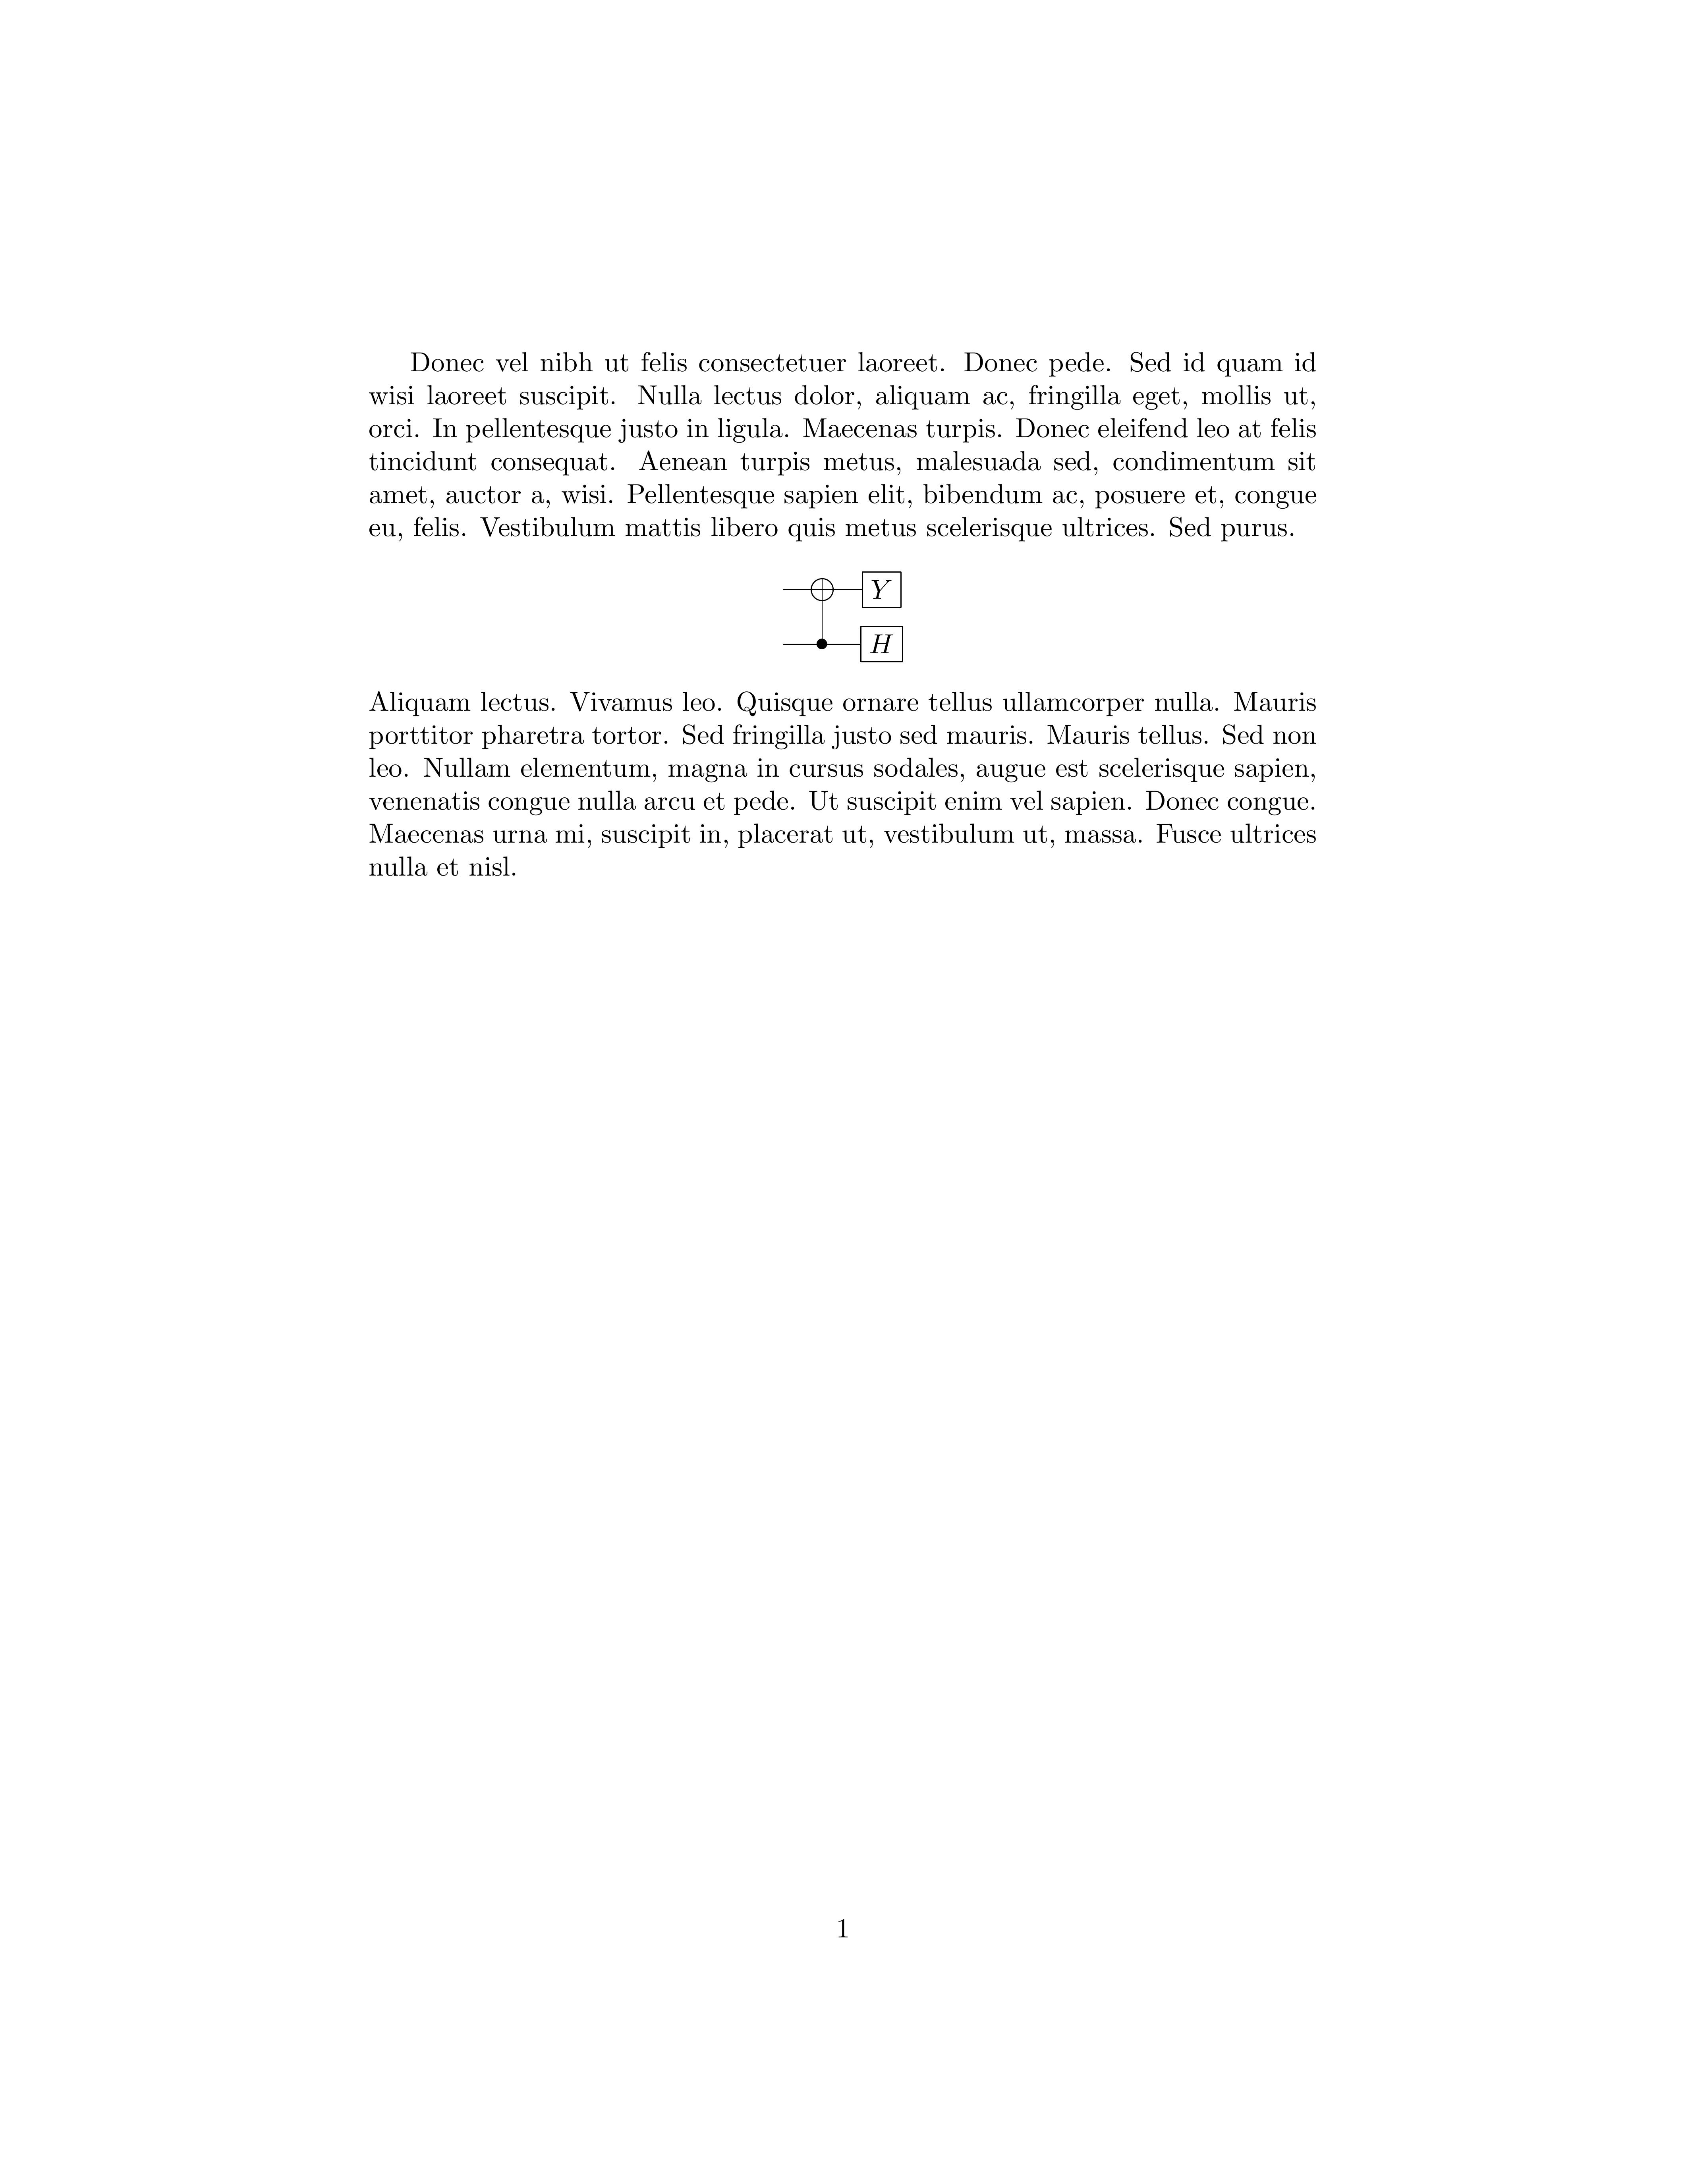 Donec vel nibh ut felis consectetuer laoreet. Donec pede. Sed id quam id
wisi laoreet suscipit. Nulla lectus dolor, aliquam ac, fringilla eget, mollis ut,
orci. In pellentesque justo in ligula. Maecenas turpis. Donec eleifend leo at felis
tincidunt consequat. Aenean turpis metus, malesuada sed, condimentum sit
amet, auctor a, wisi. Pellentesque sapien elit, bibendum ac, posuere et, congue
eu, felis. Vestibulum mattis libero quis metus scelerisque ultrices. Sed purus.
Y
H
Aliquam lectus. Vivamus leo. Quisque ornare tellus ullamcorper nulla. Mauris
porttitor pharetra tortor. Sed fringilla justo sed mauris. Mauris tellus. Sed non
leo. Nullam elementum, magna in cursus sodales, augue est scelerisque sapien,
venenatis congue nulla arcu et pede. Ut suscipit enim vel sapien. Donec congue.
Maecenas urna mi, suscipit in, placerat ut, vestibulum ut, massa. Fusce ultrices
nulla et nisl.
1